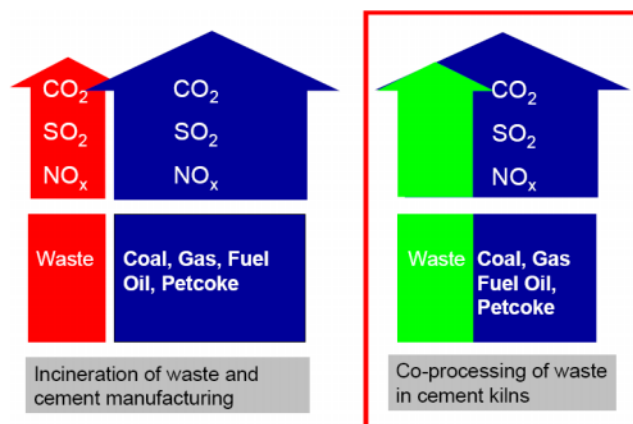 CO₂
SO₂
NOₓ
CO₂
SO₂
NOₓ
Waste
Coal, Gas, Fuel
Oil, Petcoke
Incineration of waste and
cement manufacturing
CO₂
SO₂
NOₓ
Waste
Coal, Gas
Fuel Oil,
Petcoke
Co-processing of waste
in cement kilns